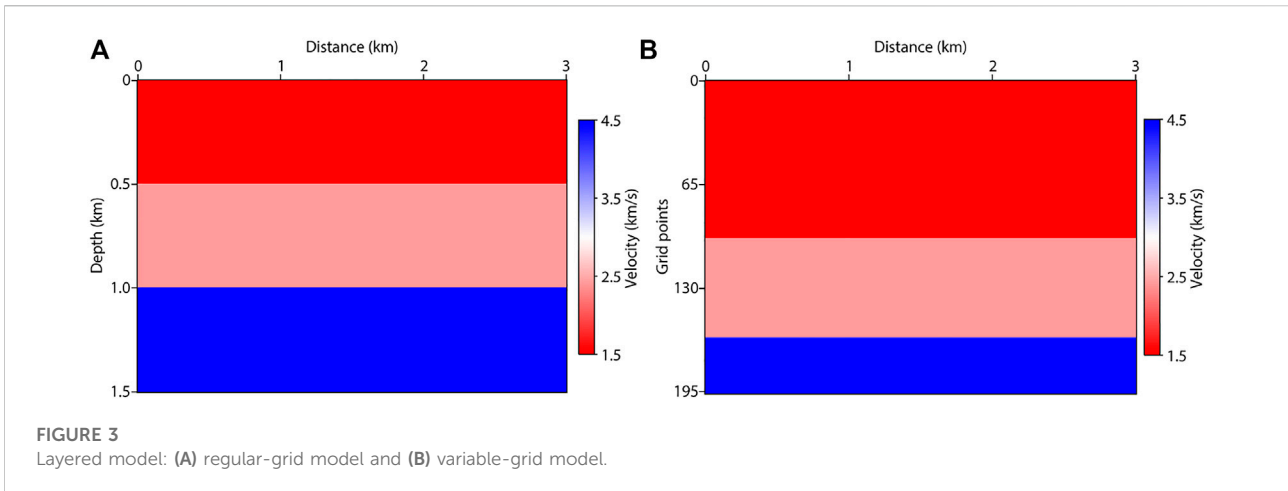 A
Distance (km)
0 1 2 3
0
0.5
1.0
1.5
Depth (km)
4.5
3.5
2.5
1.5
Velocity (km/s)
B
Distance (km)
0 1 2 3
0
65
130
195
Grid points
4.5
3.5
2.5
1.5
Velocity (km/s)
FIGURE 3
Layered model: (A) regular-grid model and (B) variable-grid model.